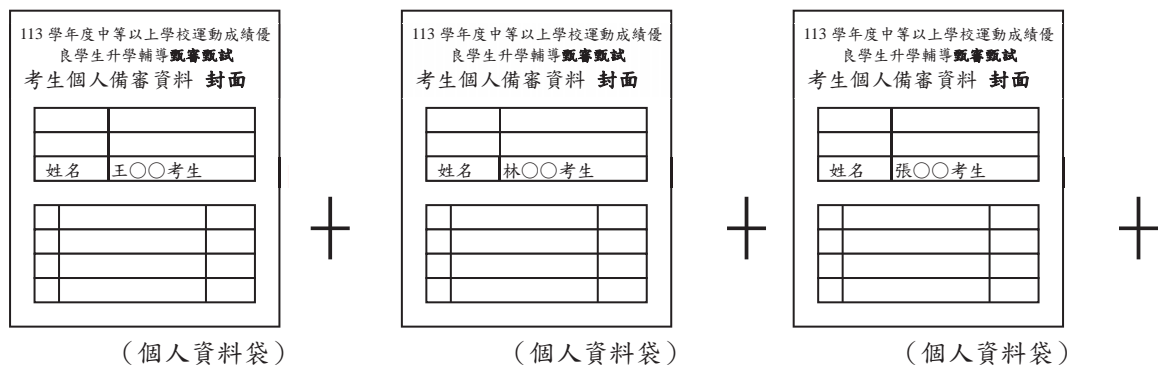 113 學年度中等以上學校運動成績優
良學生升學輔導甄審甄試
考生個人備審資料 封面
姓名 王○○考生
(個人資料袋)
+
113 學年度中等以上學校運動成績優
良學生升學輔導甄審甄試
考生個人備審資料 封面
姓名 林○○考生
(個人資料袋)
+
113 學年度中等以上學校運動成績優
良學生升學輔導甄審甄試
考生個人備審資料 封面
姓名 張○○考生
(個人資料袋)
+